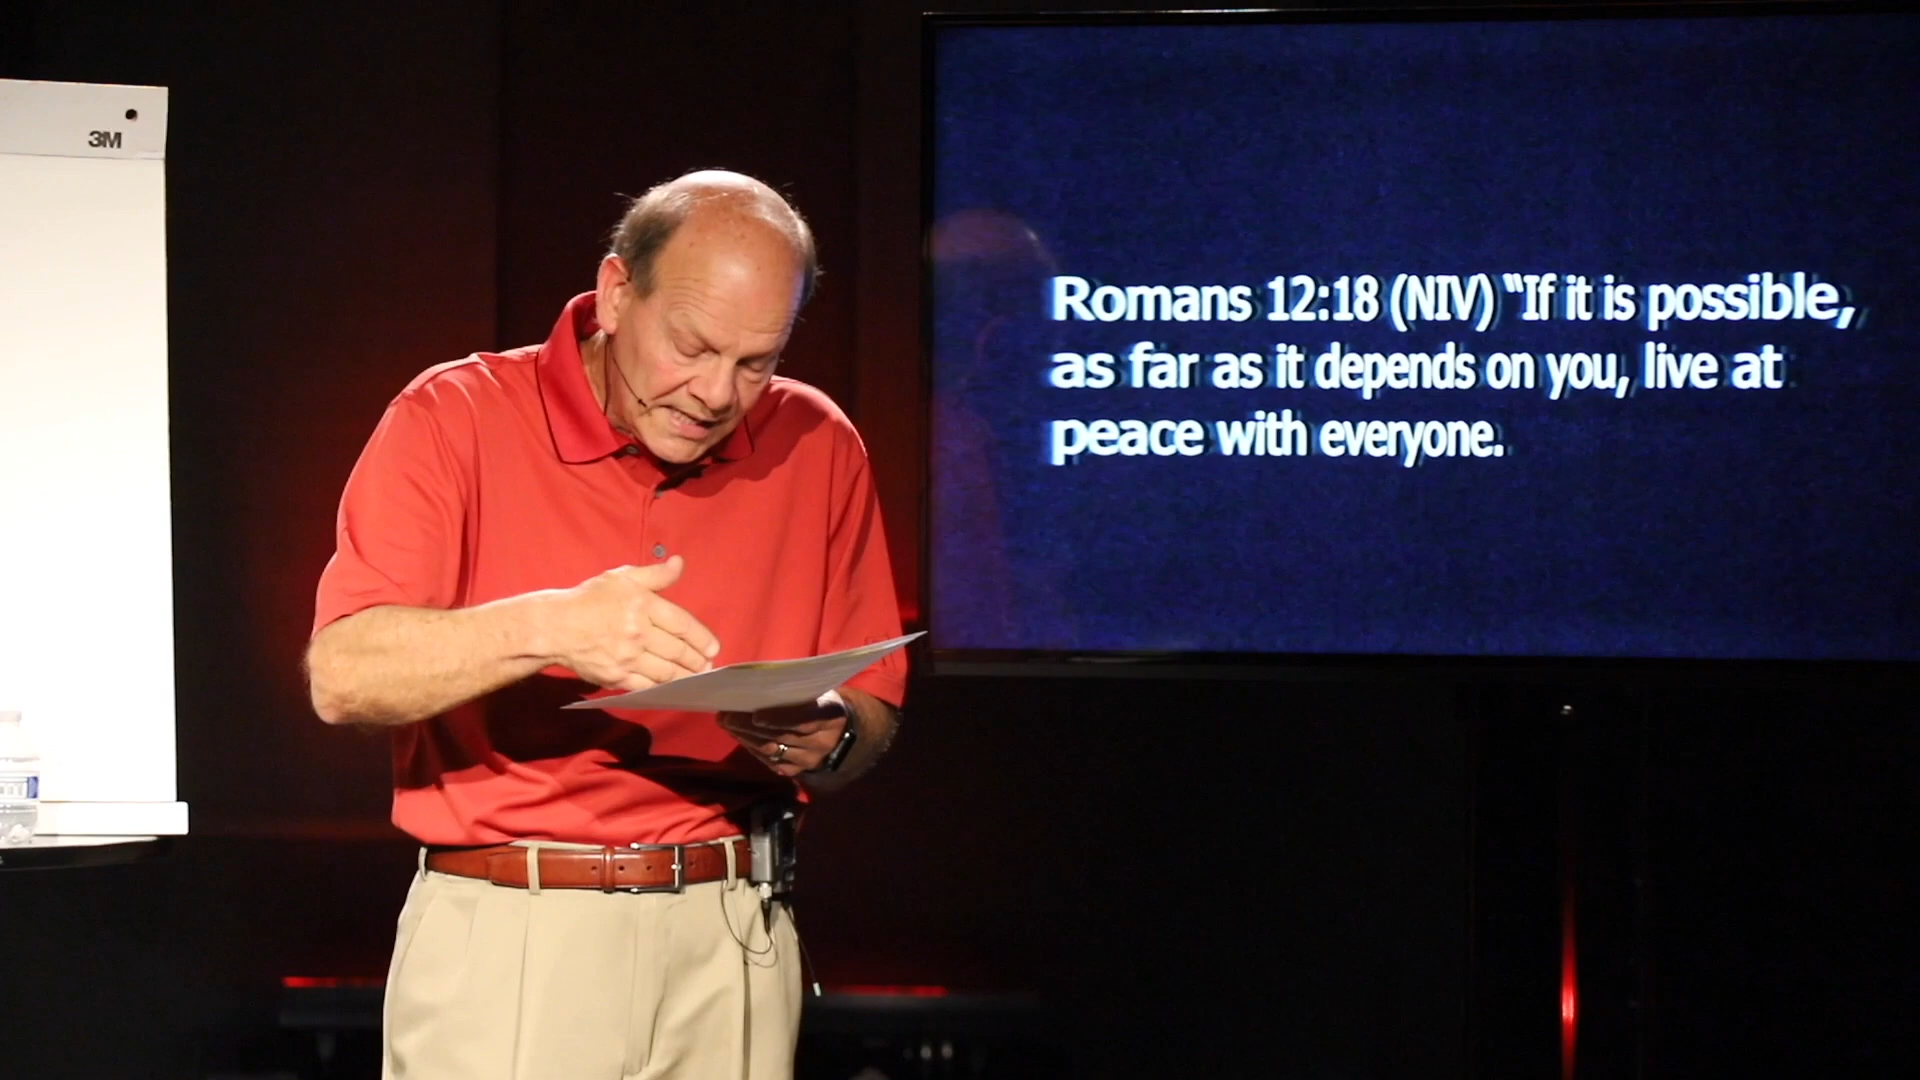 3M
Romans 12:18 (NIV) “If it is possible,
as far as it depends on you, live at
peace with everyone.